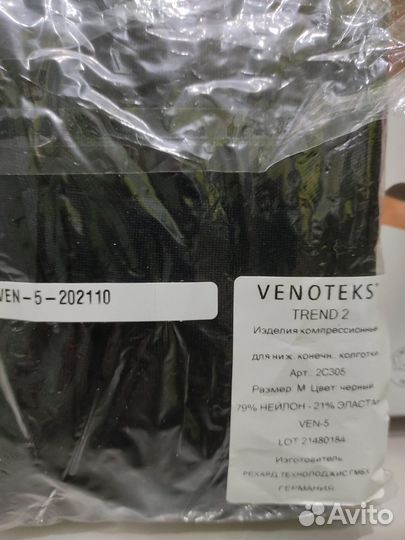 VEN-5-202110
VENOTEKS®
TREND 2
Изделия компрессионные
для ниж. конечн. колготки
Арт.: 2C305
Размер: M Цвет: черный
79% НЕЙЛОН - 21% ЭЛАСТАН
VEN-5
LOT 21480184
Изготовитель
РЕХАРД ТЕХНОЛОДЖИС ГМБХ
ГЕРМАНИЯ
Avito